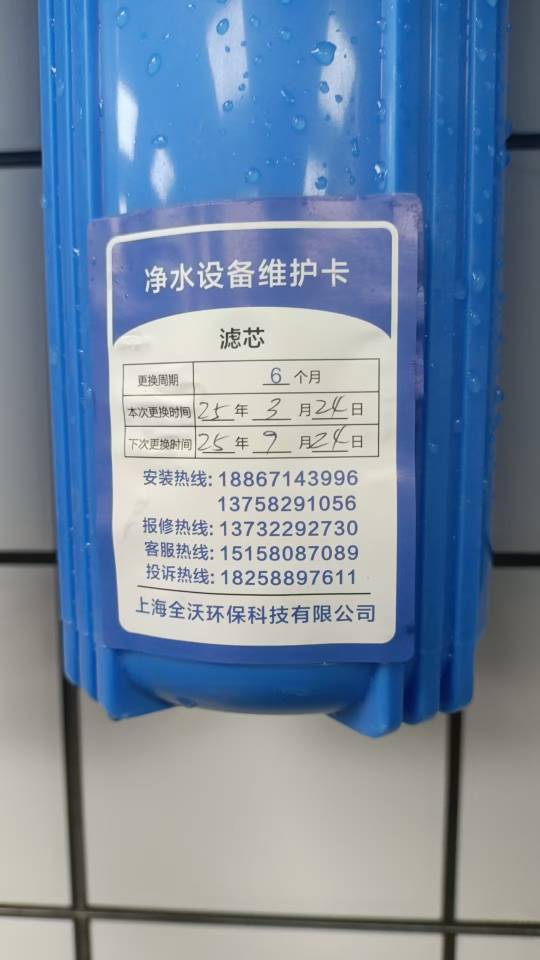 净水设备维护卡
滤芯
更换周期 6 个月
本次更换时间 25 年 3 月 24 日
下次更换时间 25 年 9 月 24 日
安装热线: 18867143996
13758291056
报修热线: 13732292730
客服热线: 15158087089
投诉热线: 18258897611
上海全沃环保科技有限公司